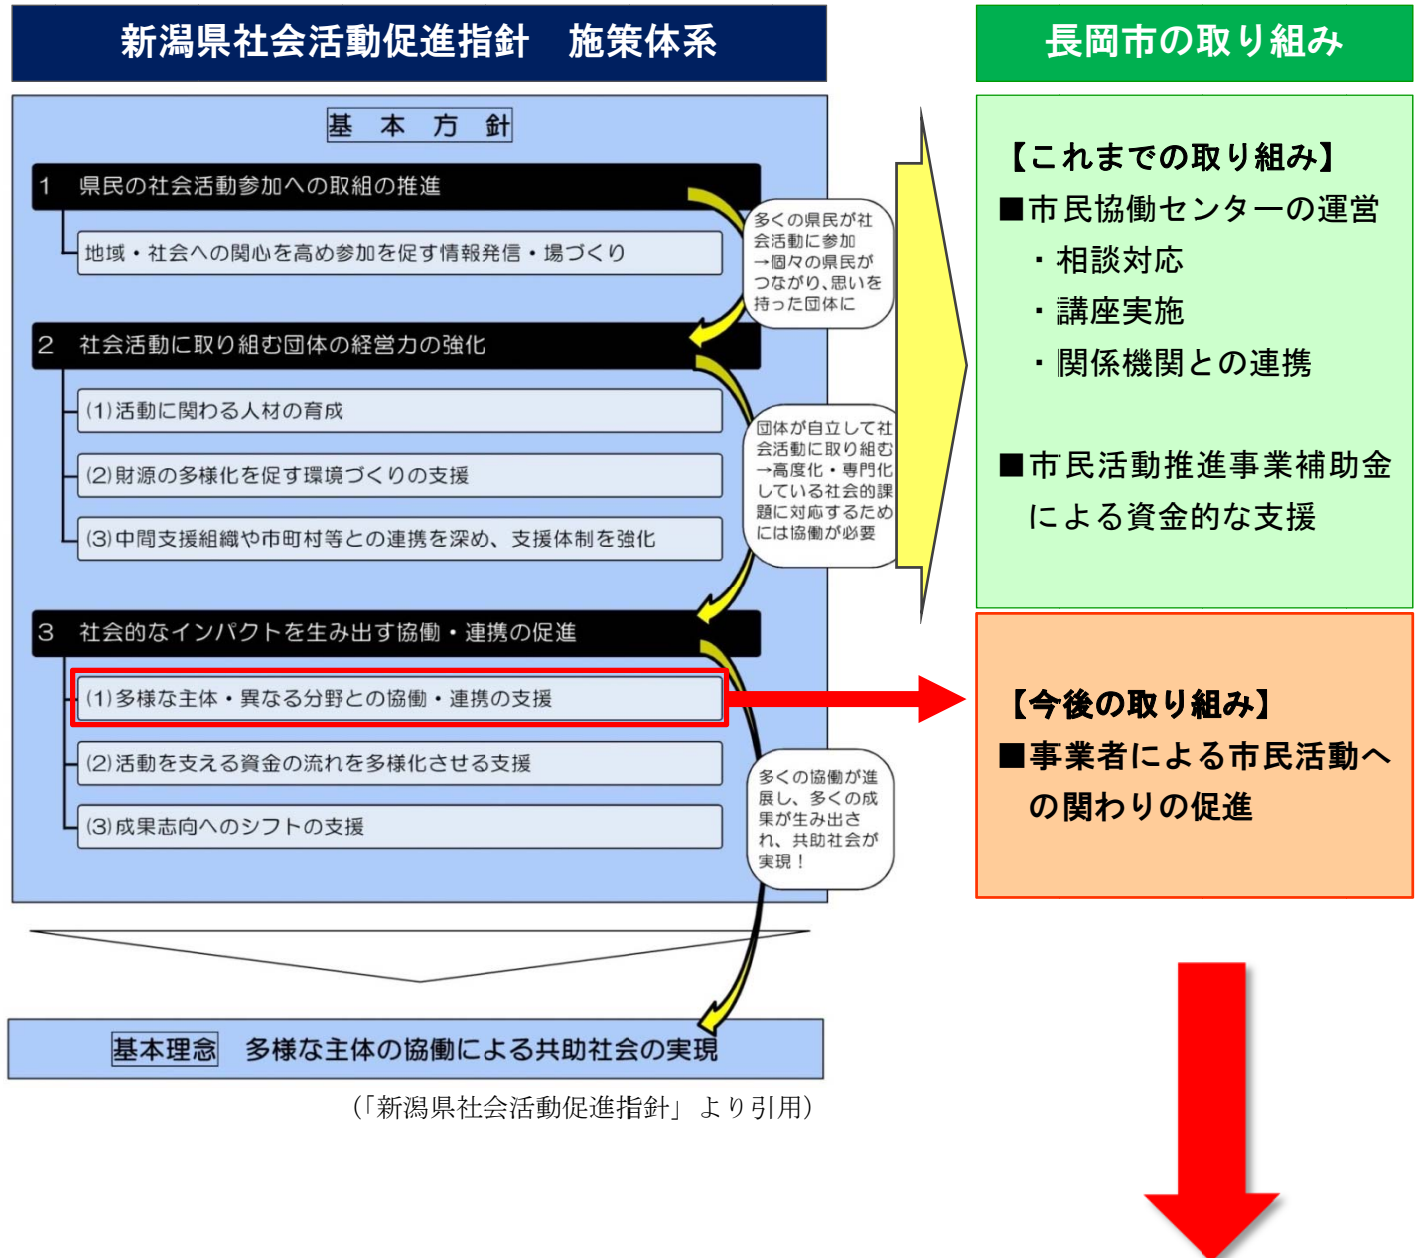 新潟県社会活動促進指針　施策体系
基　本　方　針
1　県民の社会活動参加への取組の推進
地域・社会への関心を高め参加を促す情報発信・場づくり
多くの県民が社
会活動に参加
→個々の県民が
つながり、思いを
持った団体に
2　社会活動に取り組む団体の経営力の強化
(1)活動に関わる人材の育成
(2)財源の多様化を促す環境づくりの支援
(3)中間支援組織や市町村等との連携を深め、支援体制を強化
団体が自立して社
会活動に取り組む
→高度化・専門化
している社会的課
題に対応するため
には協働が必要
3　社会的なインパクトを生み出す協働・連携の促進
(1)多様な主体・異なる分野との協働・連携の支援
(2)活動を支える資金の流れを多様化させる支援
(3)成果志向へのシフトの支援
多くの協働が進
展し、多くの成
果が生み出さ
れ、共助社会が
実現！
基本理念　多様な主体の協働による共助社会の実現
（「新潟県社会活動促進指針」より引用）
長岡市の取り組み
【これまでの取り組み】
■市民協働センターの運営
・相談対応
・講座実施
・関係機関との連携
■市民活動推進事業補助金
による資金的な支援
【今後の取り組み】
■事業者による市民活動へ
の関わりの促進